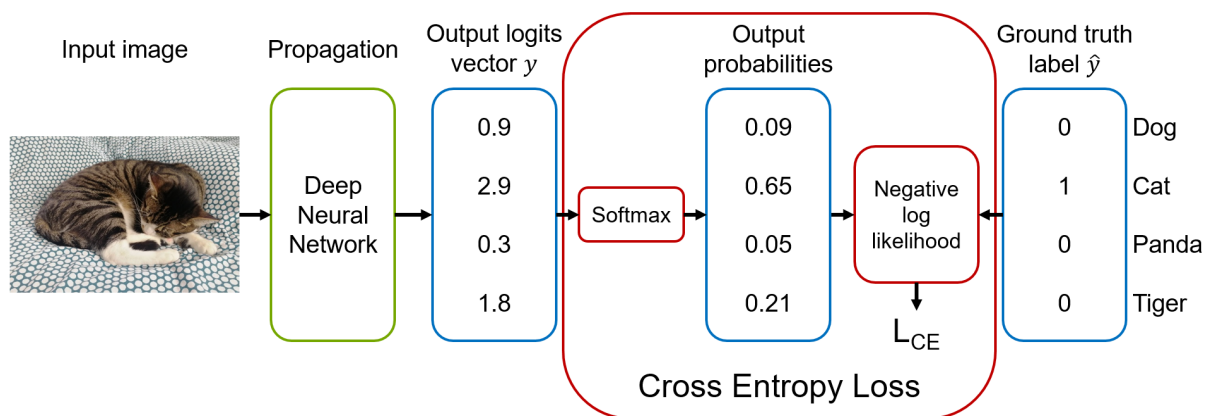 Input image
Propagation
Output logits
vector y
Output
probabilities
Ground truth
label ŷ
Deep
Neural
Network
0.9
2.9
0.3
1.8
Softmax
0.09
0.65
0.05
0.21
Negative
log
likelihood
L_CE
0
1
0
0
Dog
Cat
Panda
Tiger
Cross Entropy Loss